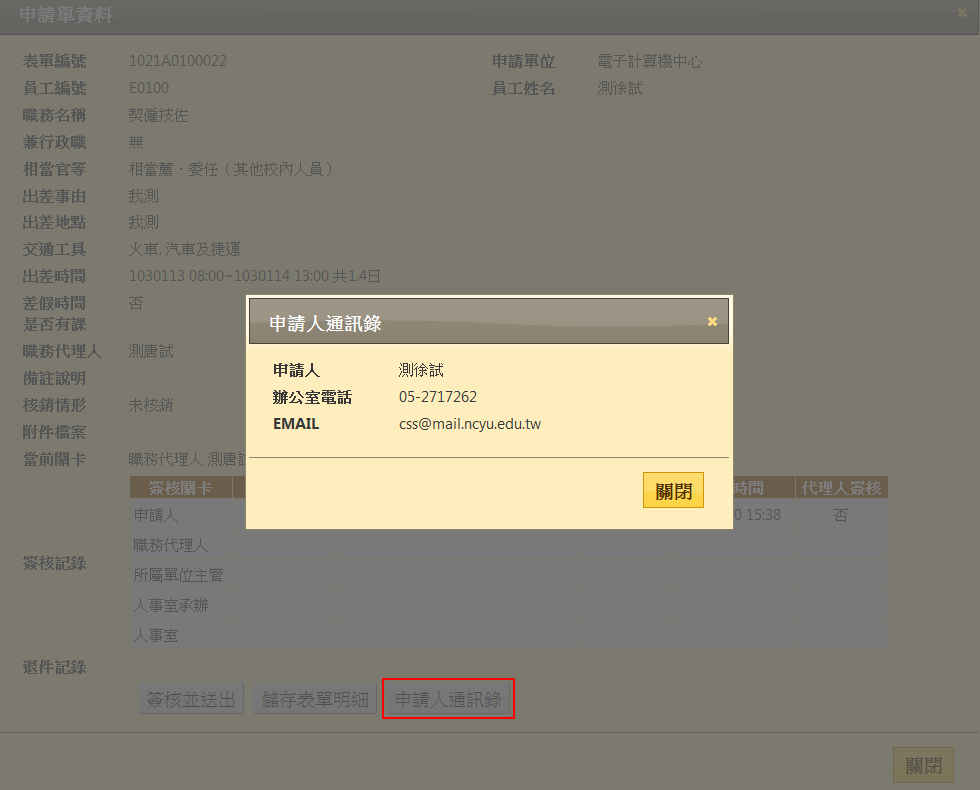 申請單資料
表單編號 1021A0100022 申請單位 電子計算機中心
員工編號 E0100 員工姓名 測徐試
職務名稱 契僱技佐
兼行政職 無
相當官等 相當薦、委任（其他校內人員）
出差事由 我測
出差地點 我測
交通工具 火車, 汽車及捷運
出差時間 1030113 08:00~1030114 13:00 共1.4日
差假時間 否
是否有課
職務代理人 測唐試
備註說明
核銷情形 未核銷
附件檔案
當前關卡 職務代理人 測唐
申請人通訊錄
申請人 測徐試
辦公室電話 05-2717262
EMAIL css@mail.ncyu.edu.tw
關閉
簽核關卡 時間 代理人簽核
申請人 0 15:38 否
職務代理人
簽核記錄
所屬單位主管
人事室承辦
人事室
退件記錄
簽核並送出 儲存表單明細 申請人通訊錄
關閉